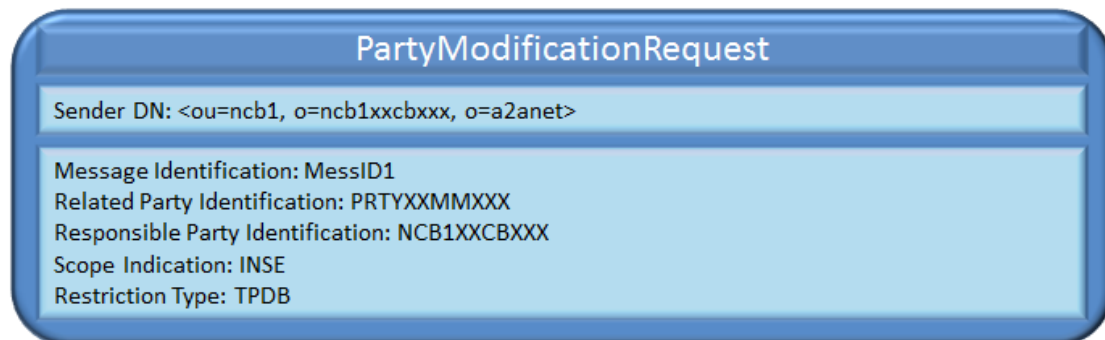 PartyModificationRequest
Sender DN: <ou=ncb1, o=ncb1xxcbxxx, o=a2anet>
Message Identification: MessID1
Related Party Identification: PRTYXXMMXXX
Responsible Party Identification: NCB1XXCBXXX
Scope Indication: INSE
Restriction Type: TPDB